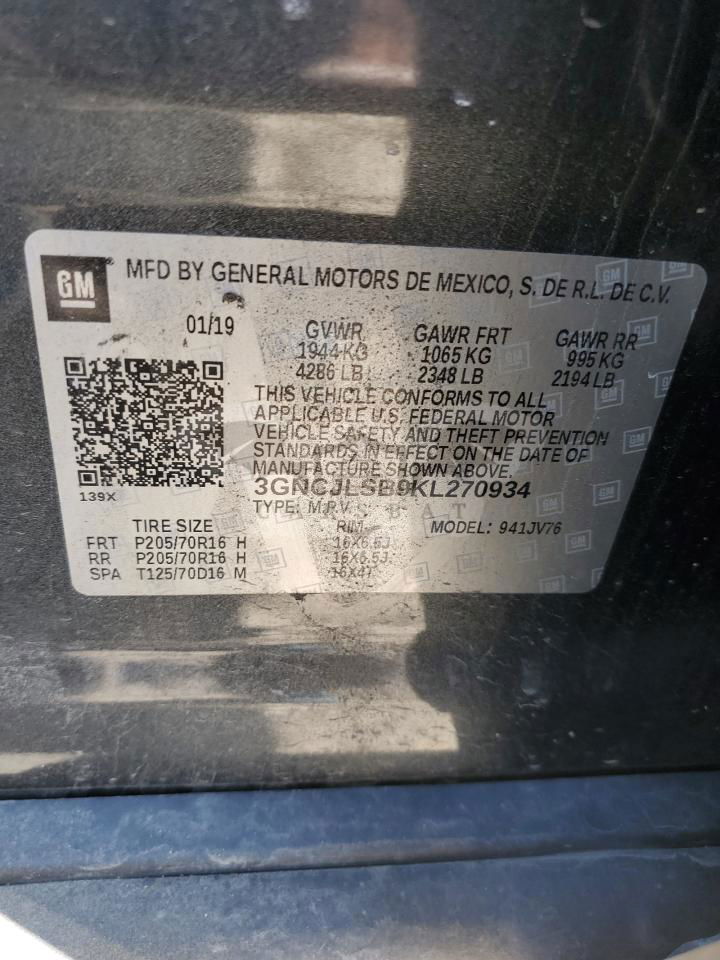 GM
MFD BY GENERAL MOTORS DE MEXICO, S. DE R.L. DE C.V.
01/19 GVWR GAWR FRT GAWR RR
1944 KG 1065 KG 995 KG
4286 LB 2348 LB 2194 LB
THIS VEHICLE CONFORMS TO ALL
APPLICABLE U.S. FEDERAL MOTOR
VEHICLE SAFETY AND THEFT PREVENTION
STANDARDS IN EFFECT ON THE DATE OF
MANUFACTURE SHOWN ABOVE.
3GNCJLSB9KL270934
139X
TYPE: M.P.V.
MODEL: 941JV76
TIRE SIZE RIM
FRT P205/70R16 H 16X6.5J
RR P205/70R16 H 16X6.5J
SPA T125/70D16 M 16X4T